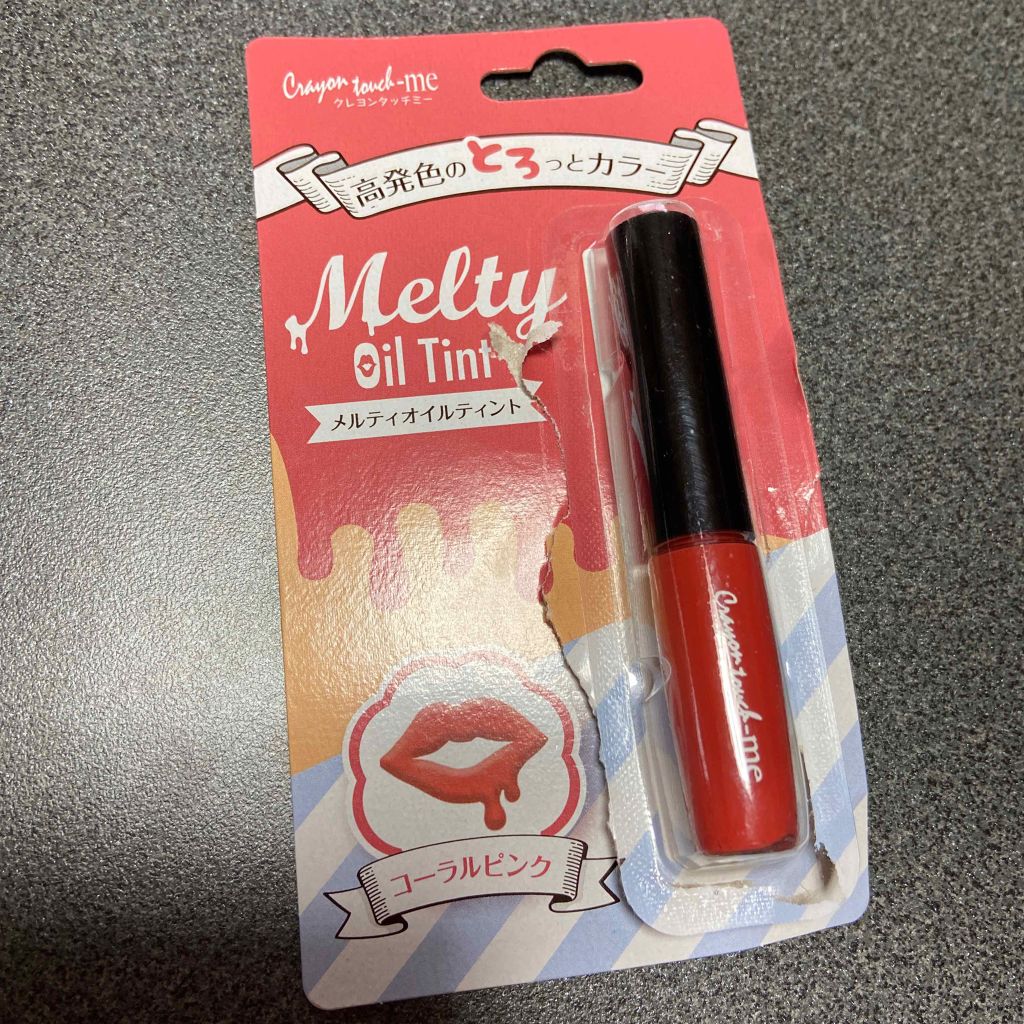 Crayon touch-me
クレヨンタッチミー
高発色のとろっとカラー
Melty
Oil Tint
メルティオイルティント
コーラルピンク
Crayon touch-me